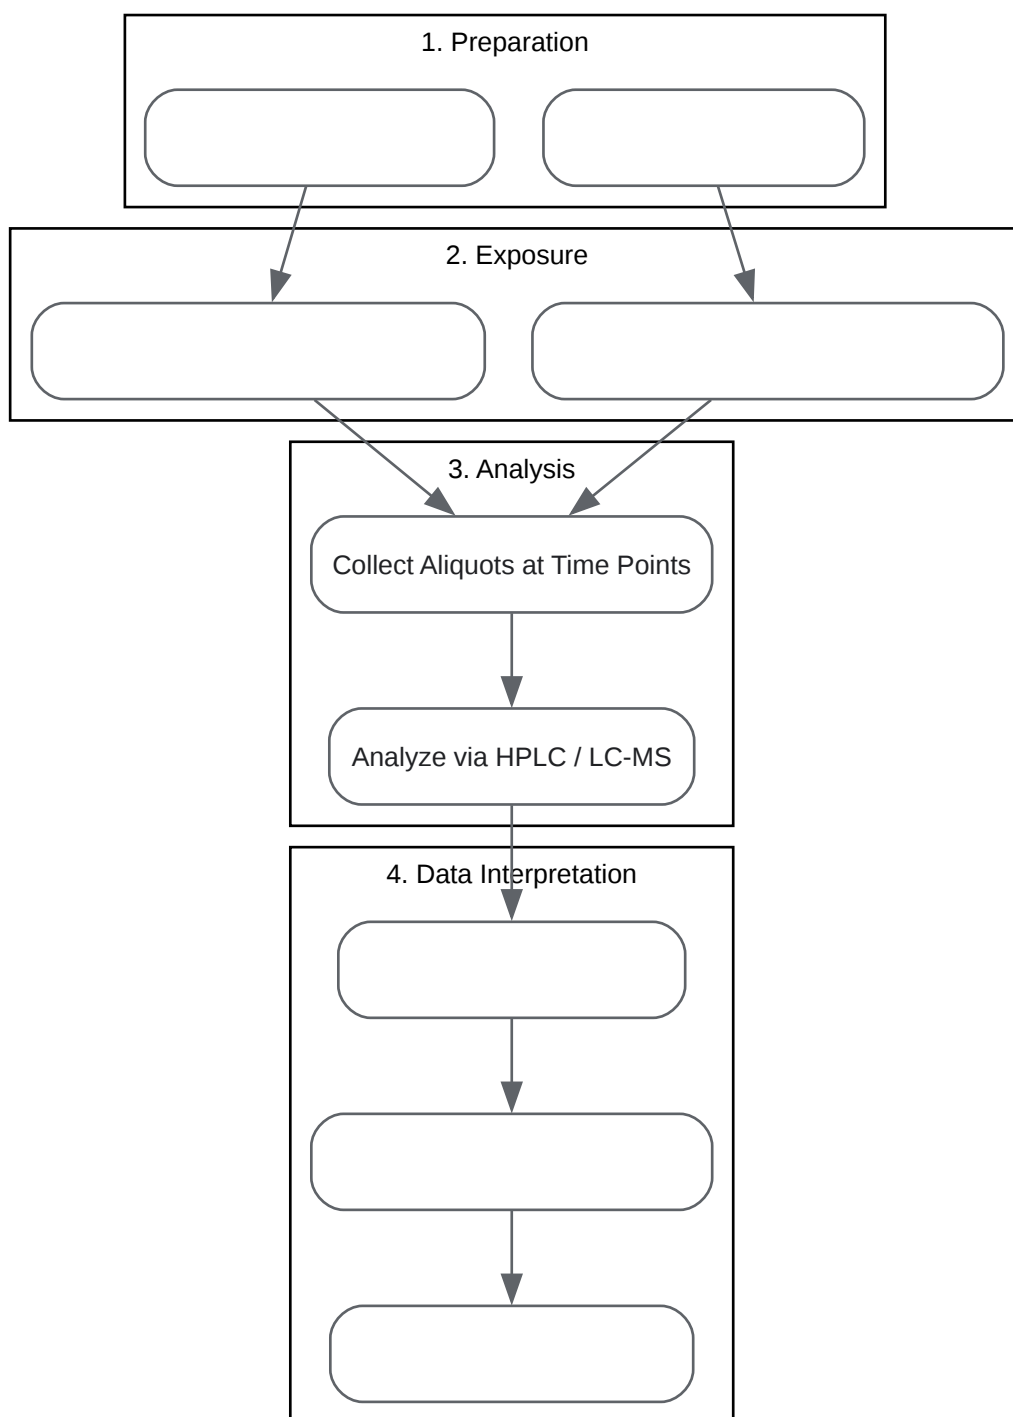 1. Preparation
2. Exposure
3. Analysis
Collect Aliquots at Time Points
Analyze via HPLC / LC-MS
4. Data Interpretation